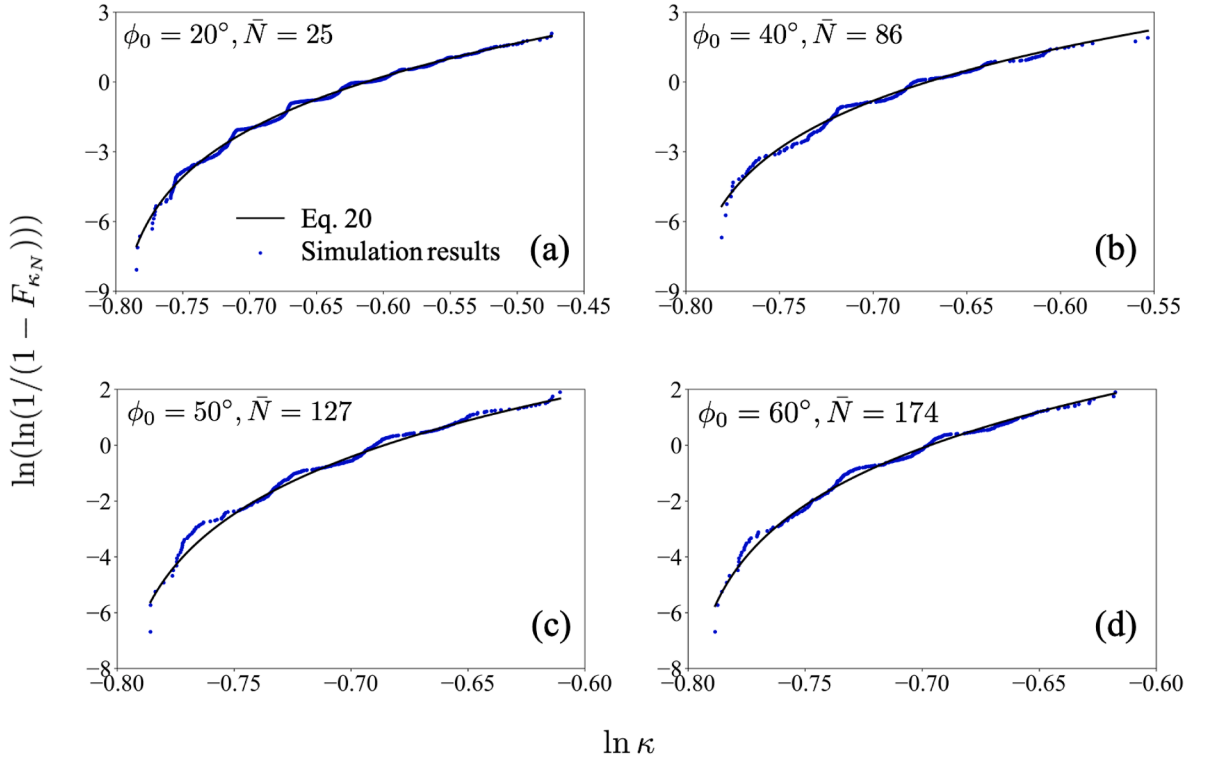 ϕ₀ = 20°, N̄ = 25
3
0
−3
−6
−9
Eq. 20
Simulation results
(a)
−0.80 −0.75 −0.70 −0.65 −0.60 −0.55 −0.50 −0.45
ϕ₀ = 40°, N̄ = 86
3
0
−3
−6
−9
(b)
−0.80 −0.75 −0.70 −0.65 −0.60 −0.55
ln(ln(1/(1 − F_{κ_N})))
ϕ₀ = 50°, N̄ = 127
2
0
−2
−4
−6
−8
(c)
−0.80 −0.75 −0.70 −0.65 −0.60
ϕ₀ = 60°, N̄ = 174
2
0
−2
−4
−6
−8
(d)
−0.80 −0.75 −0.70 −0.65 −0.60
ln κ